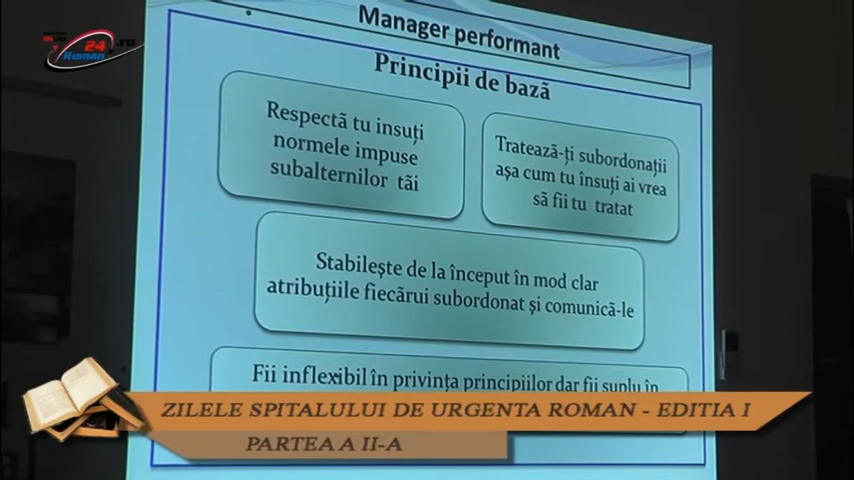 Manager performant
Principii de bază
Respectă tu insuți
normele impuse
subalternilor tăi
Tratează-ți subordonații
așa cum tu însuți ai vrea
să fii tu tratat
Stabilește de la început în mod clar
atribuțiile fiecărui subordonat și comunică-le
Fii inflexibil în privința principiilor dar fii suplu în
ZILELE SPITALULUI DE URGENTA ROMAN - EDITIA I
PARTEA A II-A
24
Roman
.ro